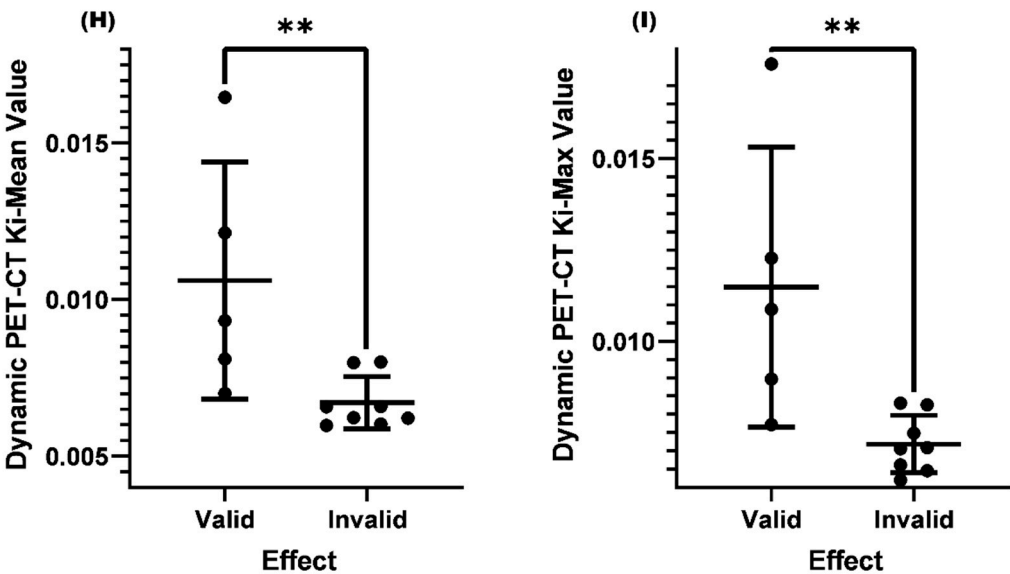 (H)
**
Dynamic PET-CT Ki-Mean Value
0.015
0.010
0.005
Valid
Invalid
Effect
(I)
**
Dynamic PET-CT Ki-Max Value
0.015
0.010
Valid
Invalid
Effect